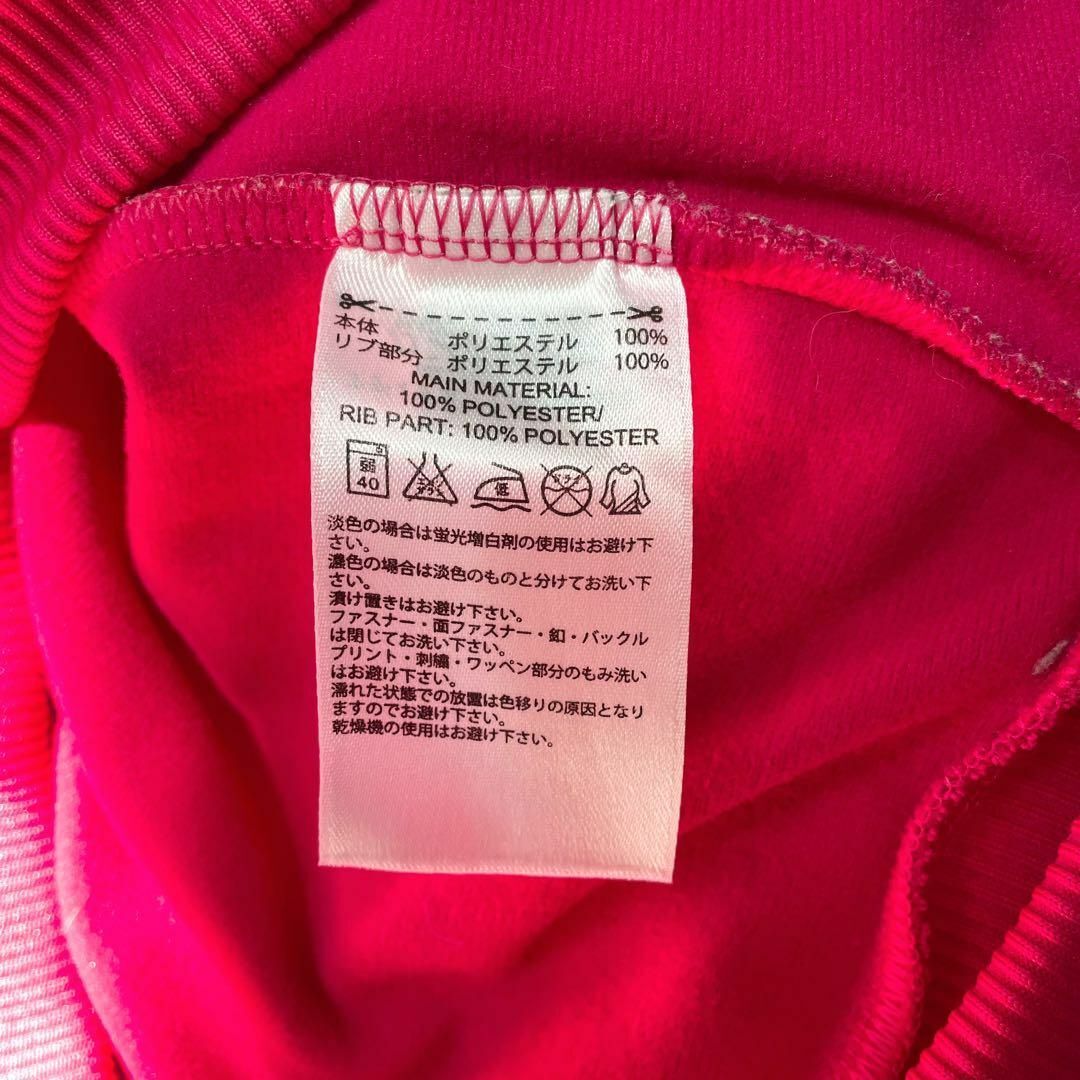 本体 ポリエステル 100%
リブ部分 ポリエステル 100%
MAIN MATERIAL:
100% POLYESTER/
RIB PART: 100% POLYESTER
弱
40
低
淡色の場合は蛍光増白剤の使用はお避け下
さい。
濃色の場合は淡色のものと分けてお洗い下
さい。
漬け置きはお避け下さい。
ファスナー・面ファスナー・釦・バックル
は閉じてお洗い下さい。
プリント・刺繍・ワッペン部分のもみ洗い
はお避け下さい。
濡れた状態での放置は色移りの原因となり
ますのでお避け下さい。
乾燥機の使用はお避け下さい。